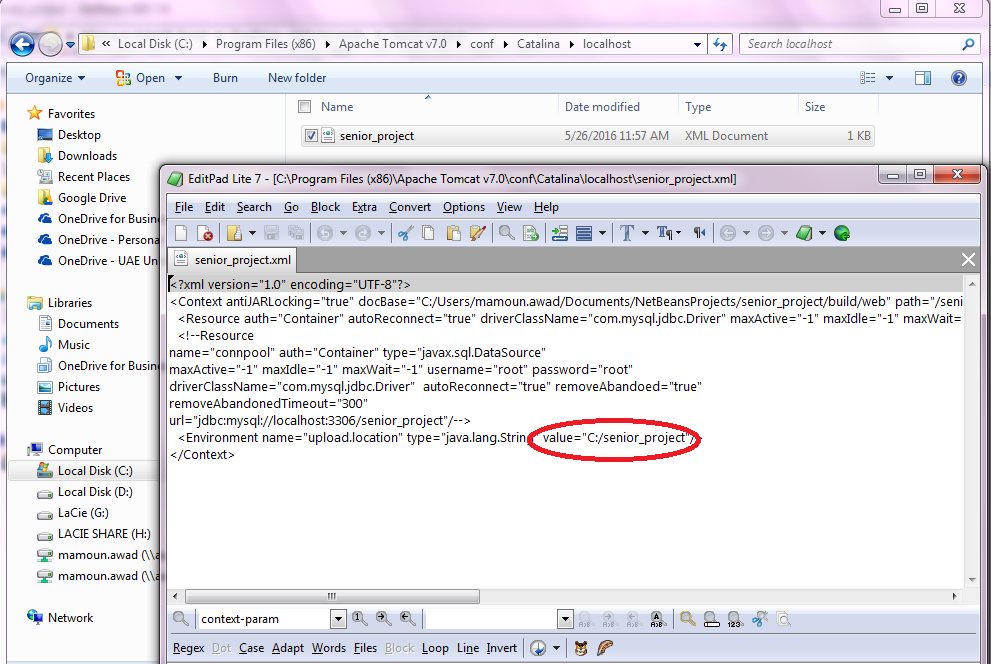 « Local Disk (C:) ▸ Program Files (x86) ▸ Apache Tomcat v7.0 ▸ conf ▸ Catalina ▸ localhost
Search localhost
Organize Open Burn New folder
Name Date modified Type Size
senior_project 5/26/2016 11:57 AM XML Document 1 KB
Favorites
Desktop
Downloads
Recent Places
Google Drive
OneDrive for Busin
OneDrive - Persona
OneDrive - UAE Un
Libraries
Documents
Music
OneDrive for Busin
Pictures
Videos
Computer
Local Disk (C:)
Local Disk (D:)
LaCie (G:)
LACIE SHARE (H:)
mamoun.awad (\\a
mamoun.awad (\\a
Network
EditPad Lite 7 - [C:\Program Files (x86)\Apache Tomcat v7.0\conf\Catalina\localhost\senior_project.xml]
File Edit Search Go Block Extra Convert Options View Help
senior_project.xml
<?xml version="1.0" encoding="UTF-8"?>
<Context antiJARLocking="true" docBase="C:/Users/mamoun.awad/Documents/NetBeansProjects/senior_project/build/web" path="/seni
<Resource auth="Container" autoReconnect="true" driverClassName="com.mysql.jdbc.Driver" maxActive="-1" maxIdle="-1" maxWait=
<!--Resource
name="connpool" auth="Container" type="javax.sql.DataSource"
maxActive="-1" maxIdle="-1" maxWait="-1" username="root" password="root"
driverClassName="com.mysql.jdbc.Driver" autoReconnect="true" removeAbandoed="true"
removeAbandonedTimeout="300"
url="jdbc:mysql://localhost:3306/senior_project"/-->
<Environment name="upload.location" type="java.lang.Strin value="C:/senior_project"/
</Context>
context-param
Regex Dot Case Adapt Words Files Block Loop Line Invert